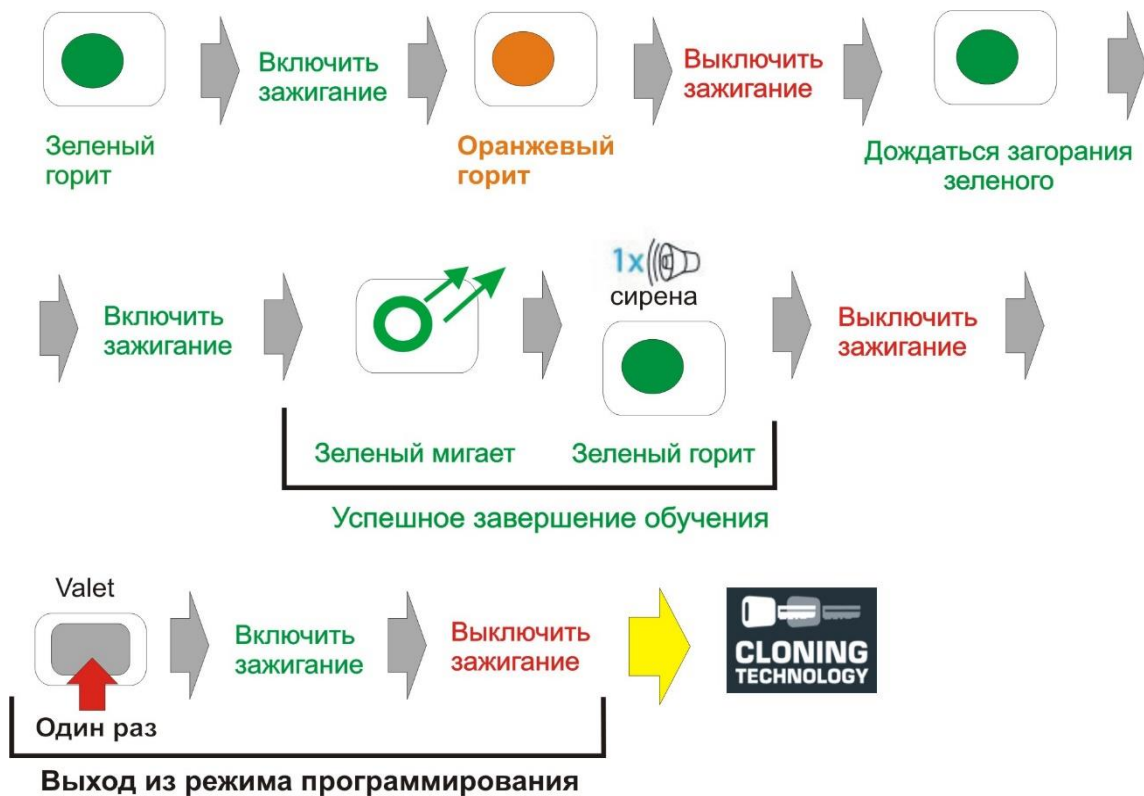 Включить
зажигание
Выключить
зажигание
Зеленый
горит
Оранжевый
горит
Дождаться загорания
зеленого
1x
сирена
Включить
зажигание
Выключить
зажигание
Зеленый мигает
Зеленый горит
Успешное завершение обучения
Valet
Включить
зажигание
Выключить
зажигание
CLONING
TECHNOLOGY
Один раз
Выход из режима программирования